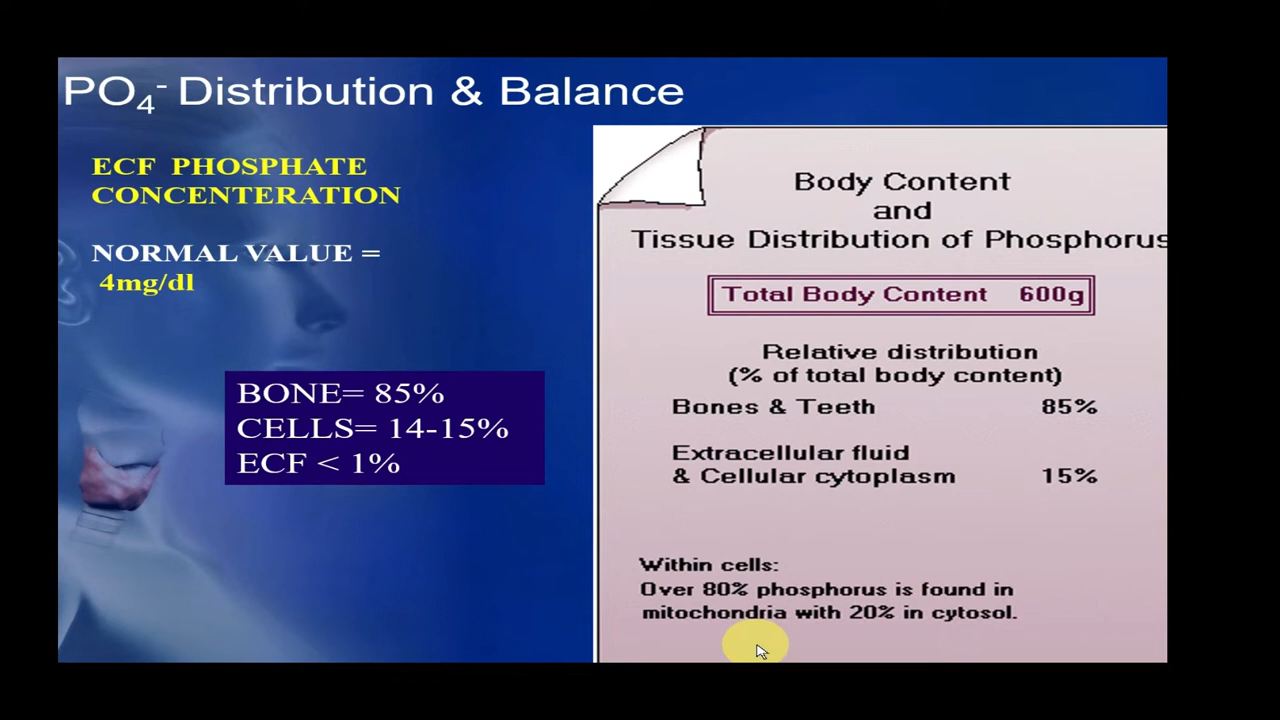 PO4- Distribution & Balance
ECF PHOSPHATE
CONCENTERATION
NORMAL VALUE =
4mg/dl
BONE= 85%
CELLS= 14-15%
ECF < 1%
Body Content
and
Tissue Distribution of Phosphorus
Total Body Content 600g
Relative distribution
(% of total body content)
Bones & Teeth 85%
Extracellular fluid
& Cellular cytoplasm 15%
Within cells:
Over 80% phosphorus is found in
mitochondria with 20% in cytosol.